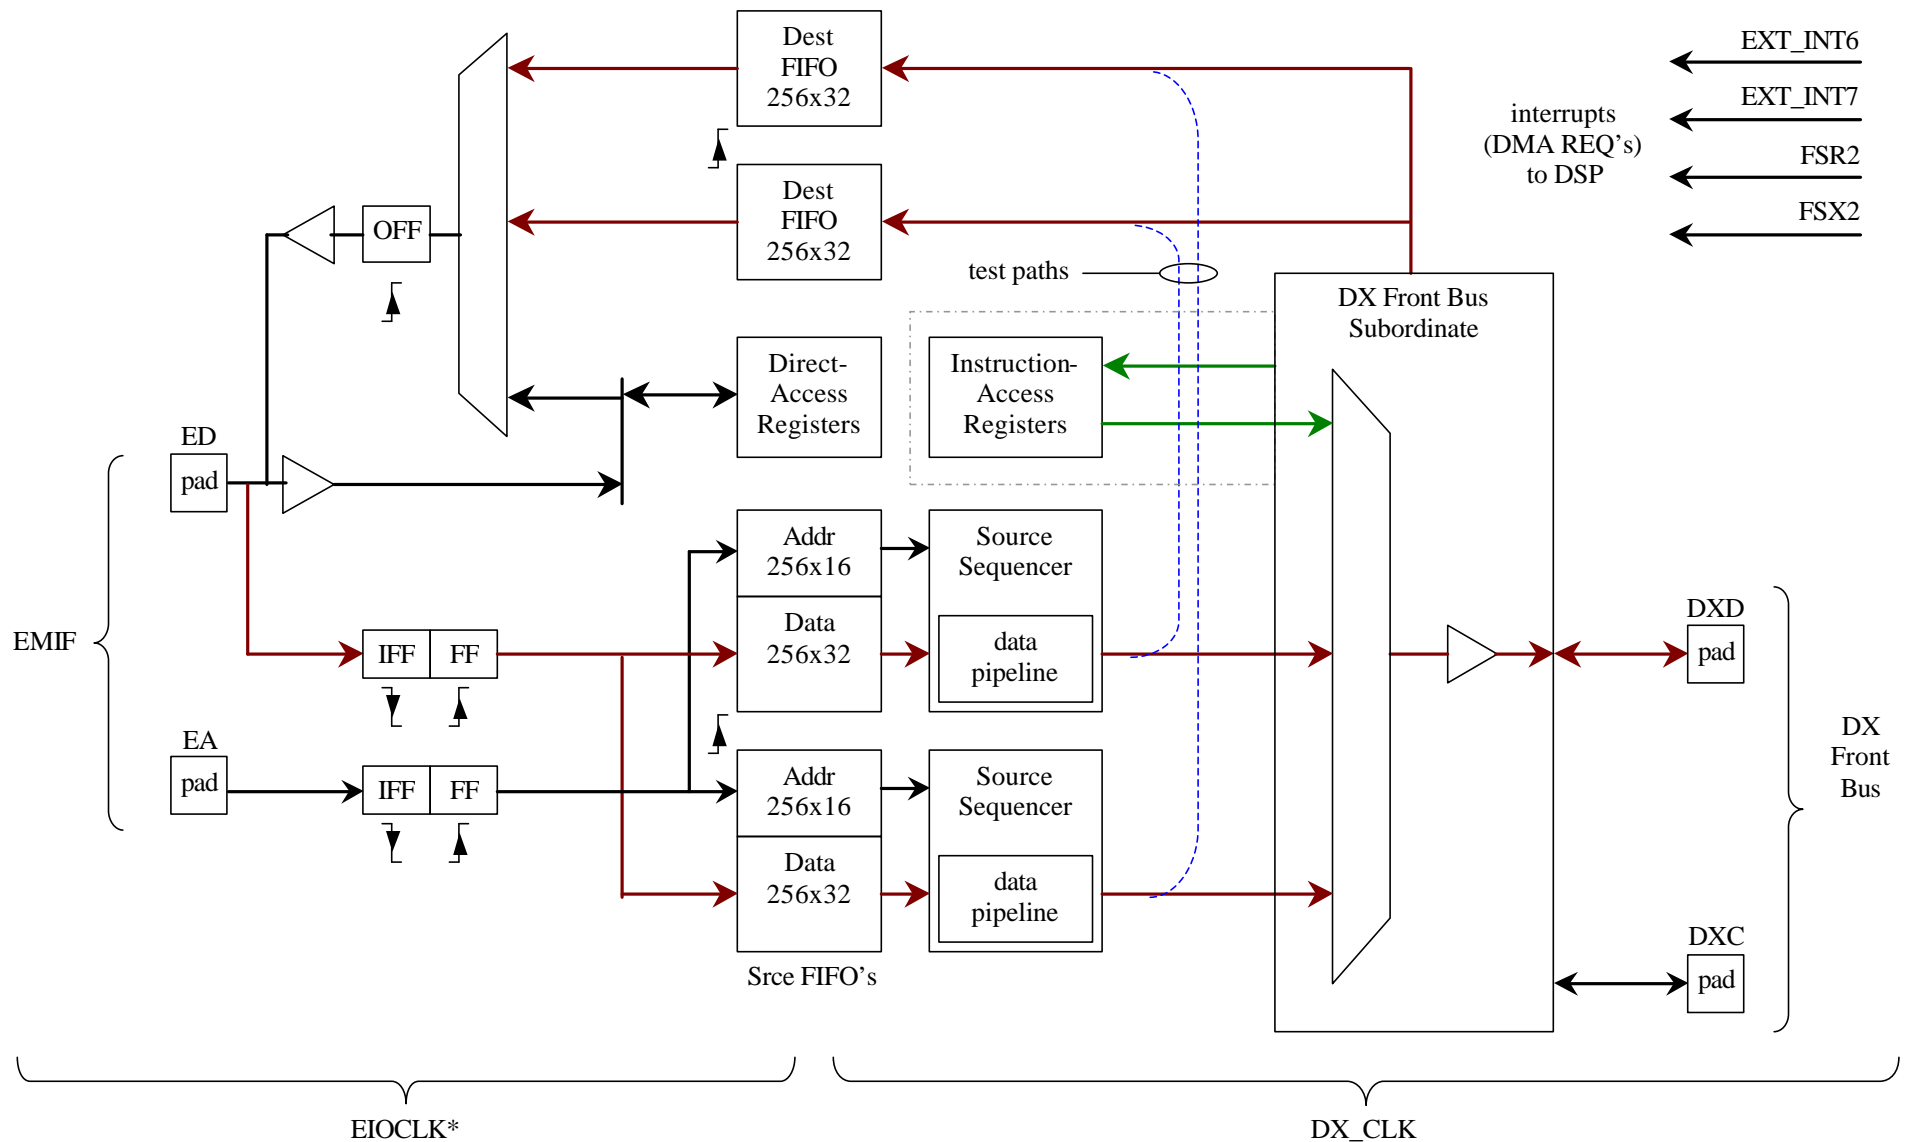 Dest
FIFO
256x32
EXT_INT6
EXT_INT7
interrupts
(DMA REQ's)
to DSP
FSR2
FSX2
Dest
FIFO
256x32
OFF
test paths
DX Front Bus
Subordinate
Direct-
Access
Registers
Instruction-
Access
Registers
ED
pad
EMIF
Addr
256x16
Data
256x32
Source
Sequencer
data
pipeline
IFF
FF
DXD
pad
EA
pad
IFF
FF
Addr
256x16
Data
256x32
Source
Sequencer
data
pipeline
DX
Front
Bus
Srce FIFO's
DXC
pad
EIOCLK*
DX_CLK